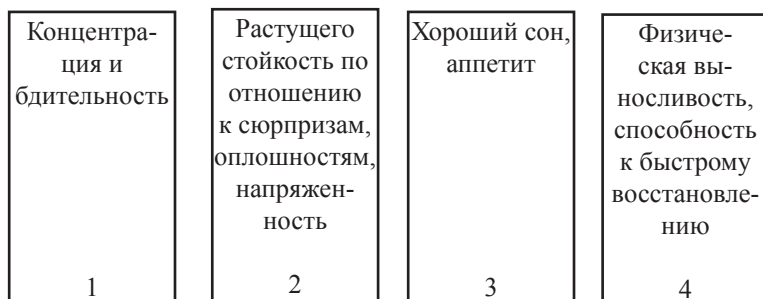 Концентра-
ция и
бдительность
1
Растущего
стойкость по
отношению
к сюрпризам,
оплошностям,
напряжен-
ность
2
Хороший сон,
аппетит
3
Физиче-
ская вы-
носливость,
способность
к быстрому
восстановле-
нию
4